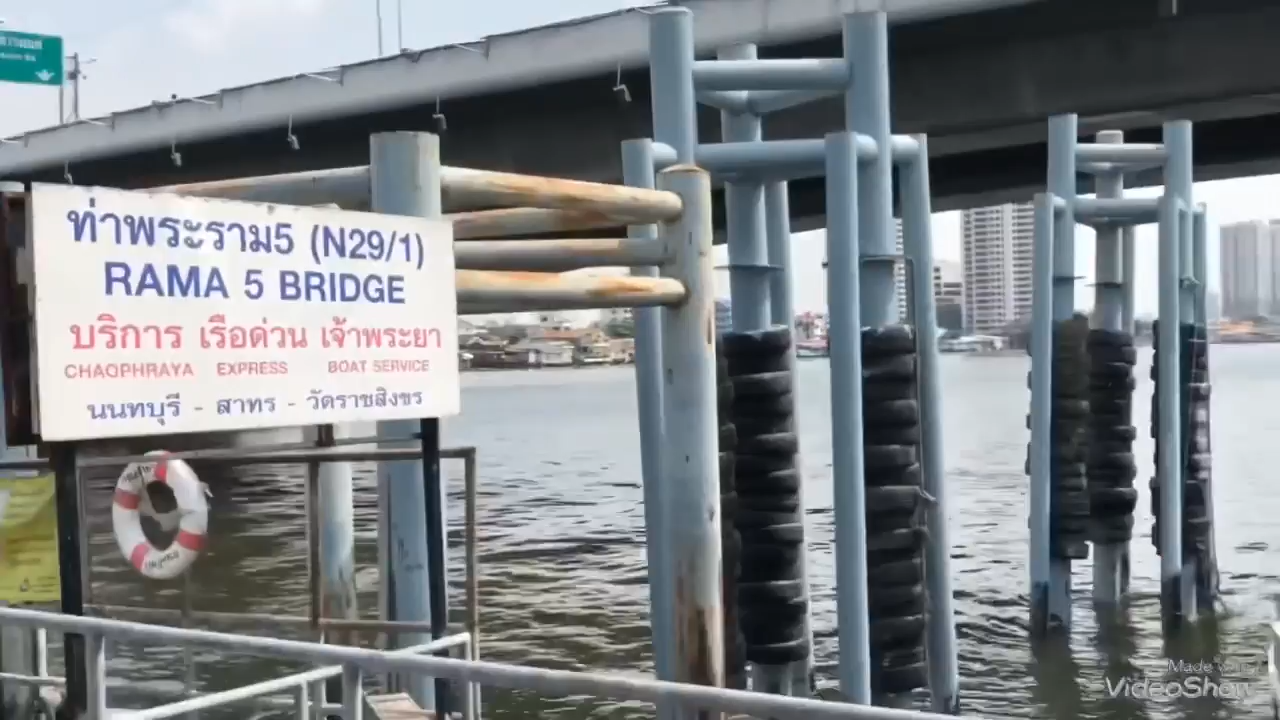 ท่าพระราม5 (N29/1)
RAMA 5 BRIDGE
บริการ เรือด่วน เจ้าพระยา
CHAOPHRAYA EXPRESS BOAT SERVICE
นนทบุรี - สาทร - วัดราชสิงขร
Made with
VideoShow